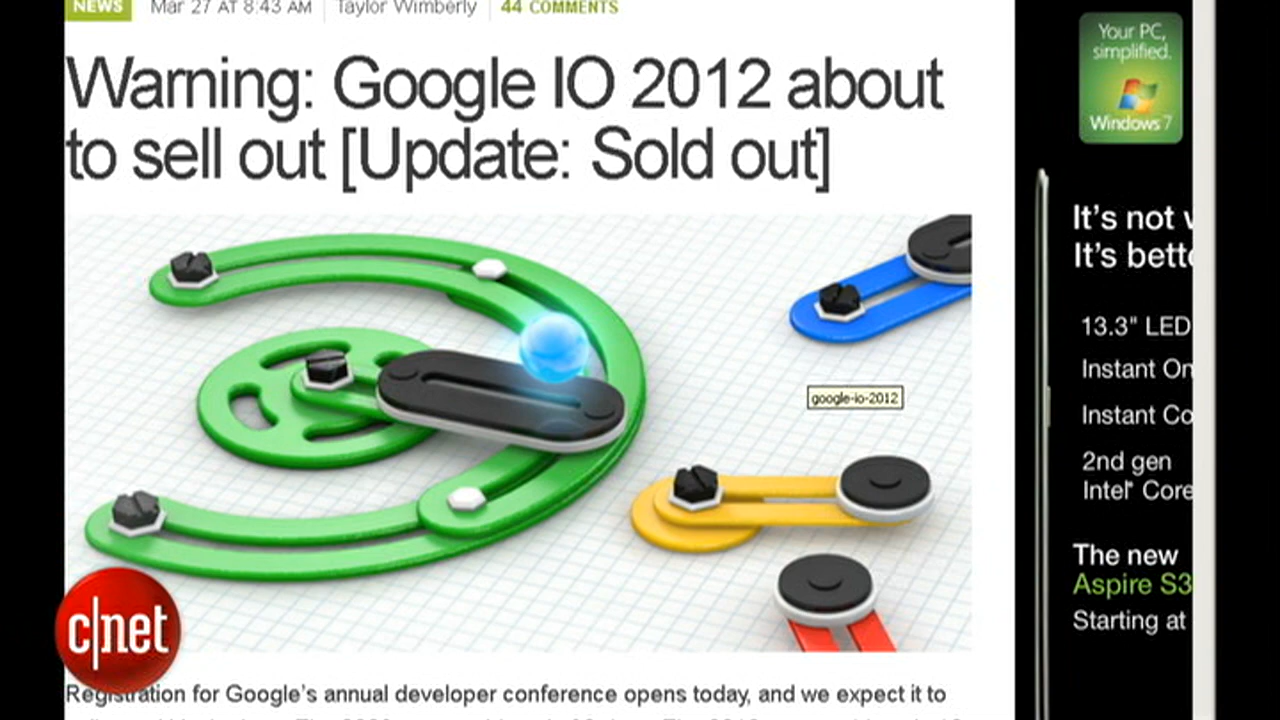 NEWS Mar 27 AT 8:43 AM Taylor Wimberly 44 COMMENTS
Warning: Google IO 2012 about
to sell out [Update: Sold out]
google-io-2012
c|net
Registration for Google's annual developer conference opens today, and we expect it to
Your PC,
simplified.
Windows 7
It's not
It's bette
13.3" LED
Instant On
Instant Co
2nd gen
Intel® Core
The new
Aspire S3
Starting at